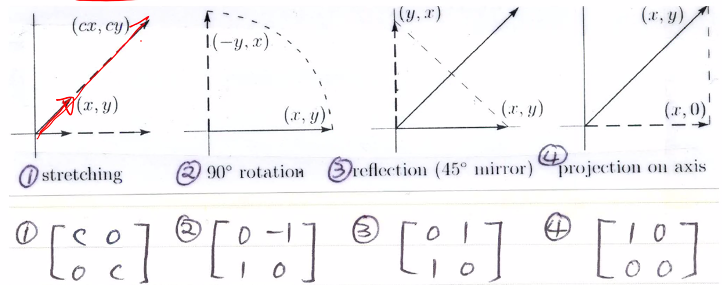 (cx, cy)
(x, y)
(−y, x)
(x, y)
(y, x)
(x, y)
(x, y)
(x, 0)
① stretching
② 90° rotation
③ reflection (45° mirror)
④ projection on axis
① [ c 0
0 c ]
② [ 0 −1
1 0 ]
③ [ 0 1
1 0 ]
④ [ 1 0
0 0 ]